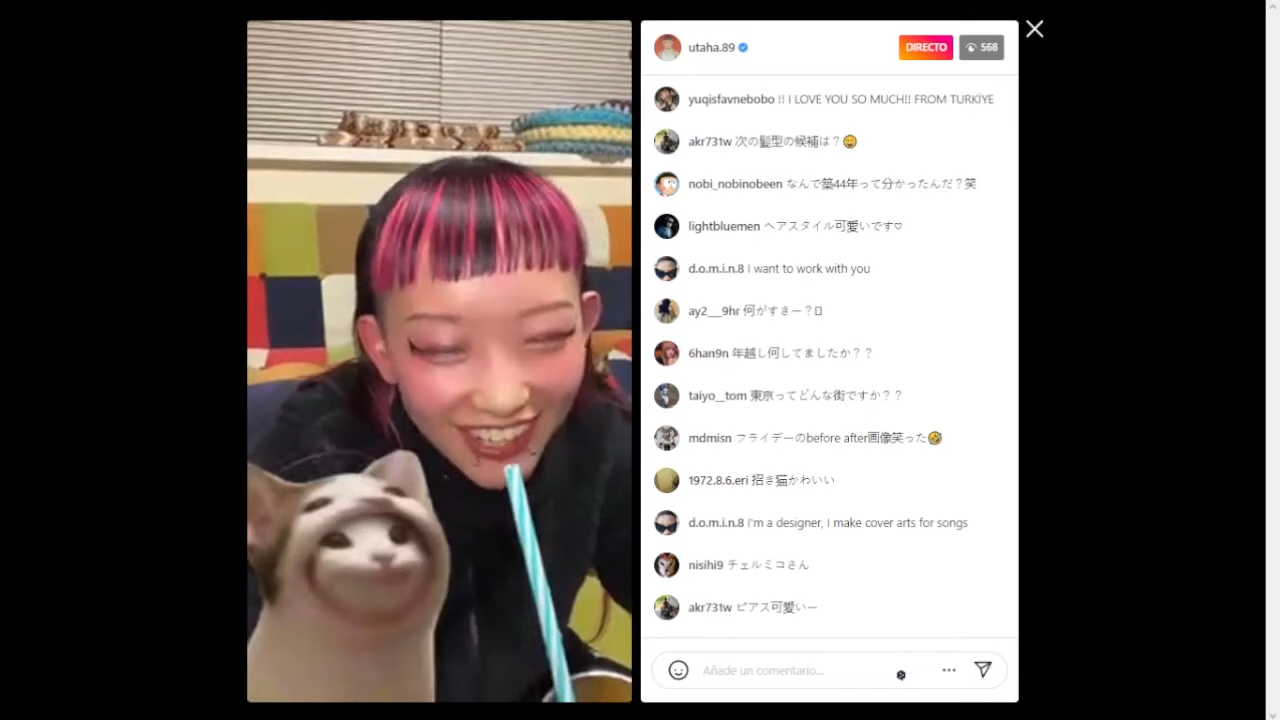 utaha.89
DIRECTO
568
yuqisfavnebobo !! I LOVE YOU SO MUCH!! FROM TURKİYE
akr731w 次の髪型の候補は？😄
nobi_nobinobeen なんで築44年って分かったんだ？笑
lightbluemen ヘアスタイル可愛いです♡
d.o.m.i.n.8 I want to work with you
ay2__9hr 何がすきー？
6han9n 年越し何してましたか？？
taiyo__tom 東京ってどんな街ですか？？
mdmisn フライデーのbefore after画像笑った🤣
1972.8.6.eri 招き猫かわいい
d.o.m.i.n.8 I'm a designer, I make cover arts for songs
nisihi9 チェルミコさん
akr731w ピアス可愛いー
Añade un comentario...